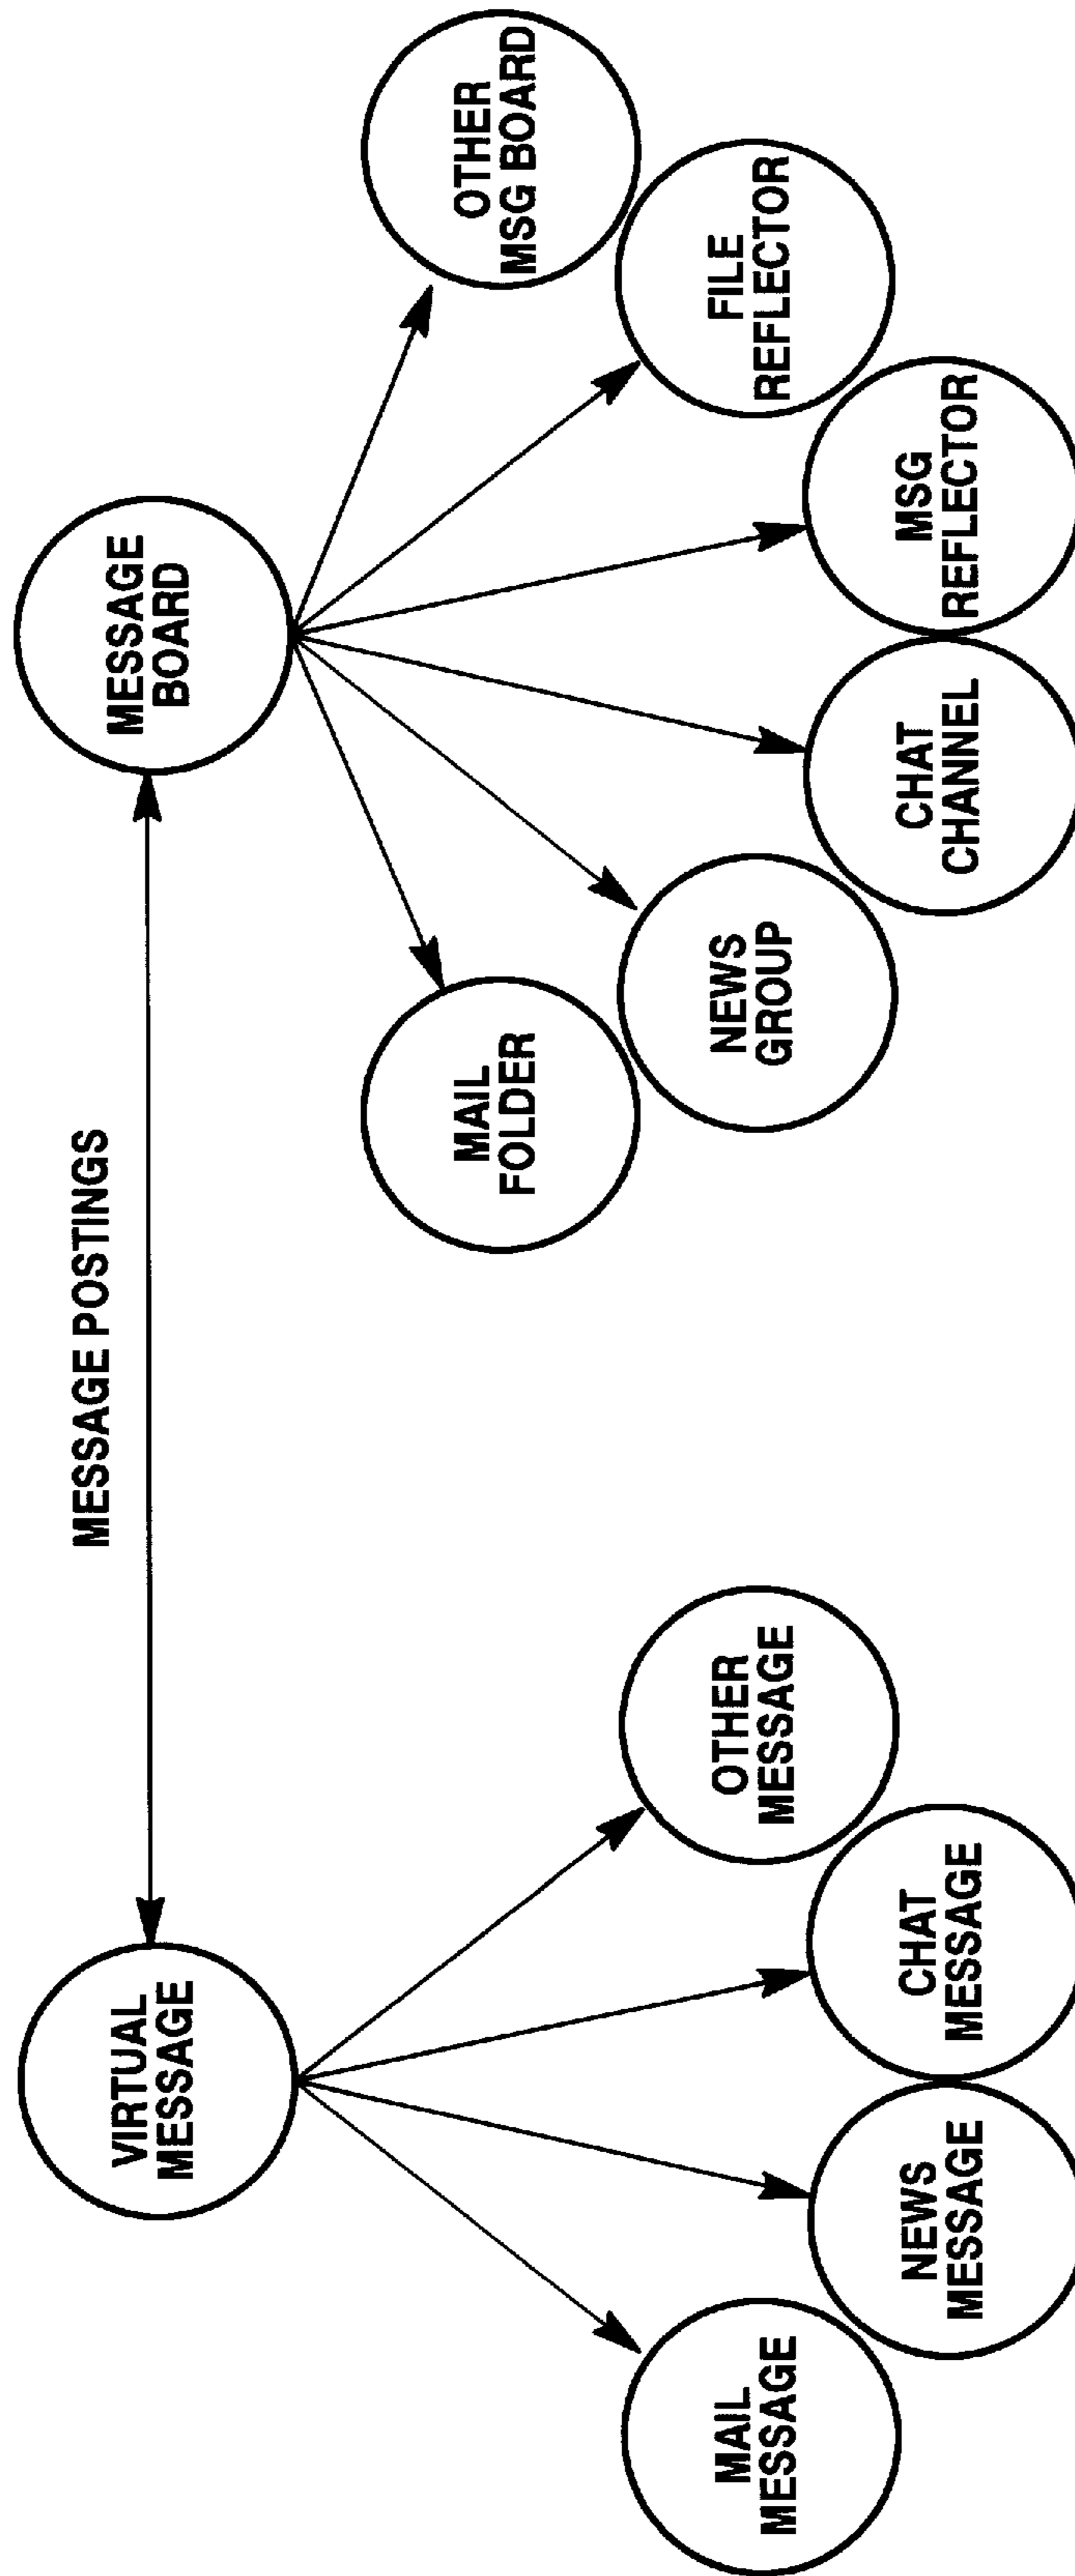 MESSAGE POSTINGS
VIRTUAL
MESSAGE
MESSAGE
BOARD
MAIL
MESSAGE
NEWS
MESSAGE
CHAT
MESSAGE
OTHER
MESSAGE
MAIL
FOLDER
NEWS
GROUP
CHAT
CHANNEL
MSG
REFLECTOR
FILE
REFLECTOR
OTHER
MSG BOARD